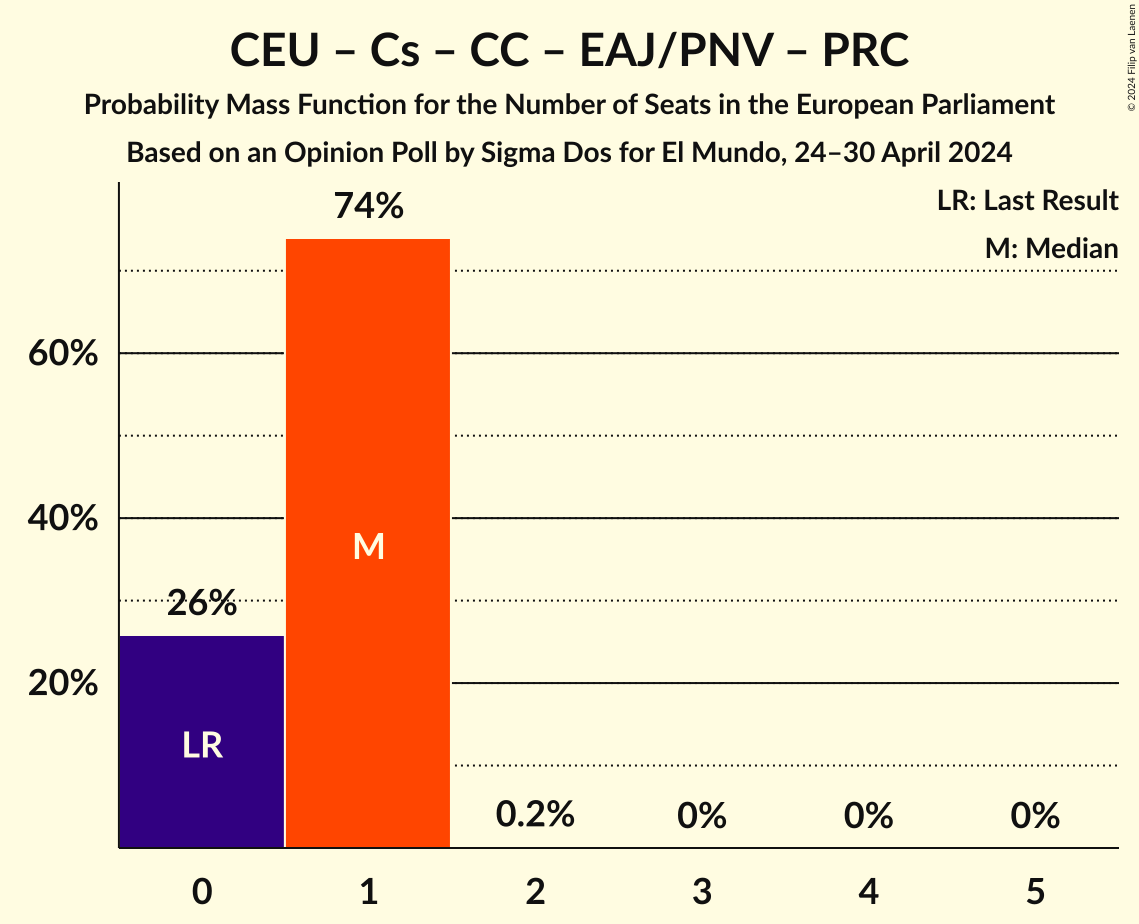 CEU – Cs – CC – EAJ/PNV – PRC
Probability Mass Function for the Number of Seats in the European Parliament
Based on an Opinion Poll by Sigma Dos for El Mundo, 24–30 April 2024
© 2024 Filip van Laenen
LR: Last Result
M: Median
74%
60%
40%
M
26%
20%
LR
0.2%
0%
0%
0%
0
1
2
3
4
5